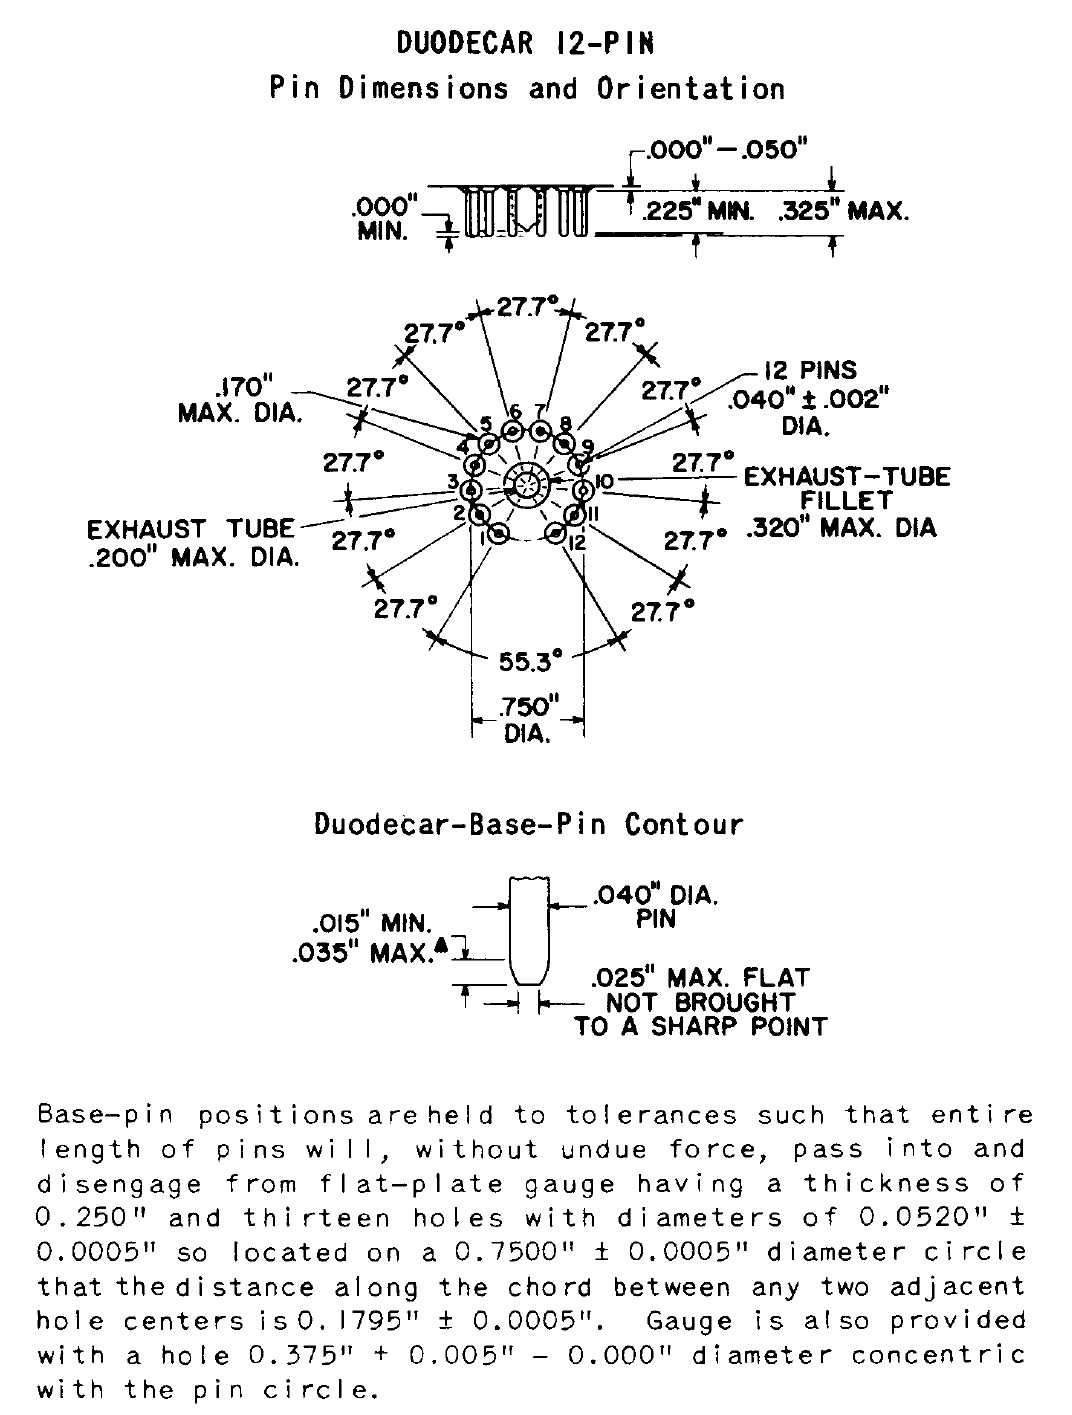 DUODECAR 12-PIN
Pin Dimensions and Orientation
.000"—.050"
.000"
MIN.
.225" MIN. .325" MAX.
27.7°
27.7° 27.7°
12 PINS
.040" ± .002"
DIA.
.170"
MAX. DIA.
27.7° 27.7°
1 2 3 4 5 6 7 8 9 10 11 12
27.7° 27.7°
EXHAUST-TUBE
FILLET
.320" MAX. DIA
EXHAUST TUBE
.200" MAX. DIA.
27.7° 27.7°
27.7° 27.7°
55.3°
.750"
DIA.
Duodecar-Base-Pin Contour
.040" DIA.
PIN
.015" MIN.
.035" MAX.▲
.025" MAX. FLAT
NOT BROUGHT
TO A SHARP POINT
Base-pin positions are held to tolerances such that entire
length of pins will, without undue force, pass into and
disengage from flat-plate gauge having a thickness of
0.250" and thirteen holes with diameters of 0.0520" ±
0.0005" so located on a 0.7500" ± 0.0005" diameter circle
that the distance along the chord between any two adjacent
hole centers is 0.1795" ± 0.0005". Gauge is also provided
with a hole 0.375" + 0.005" - 0.000" diameter concentric
with the pin circle.